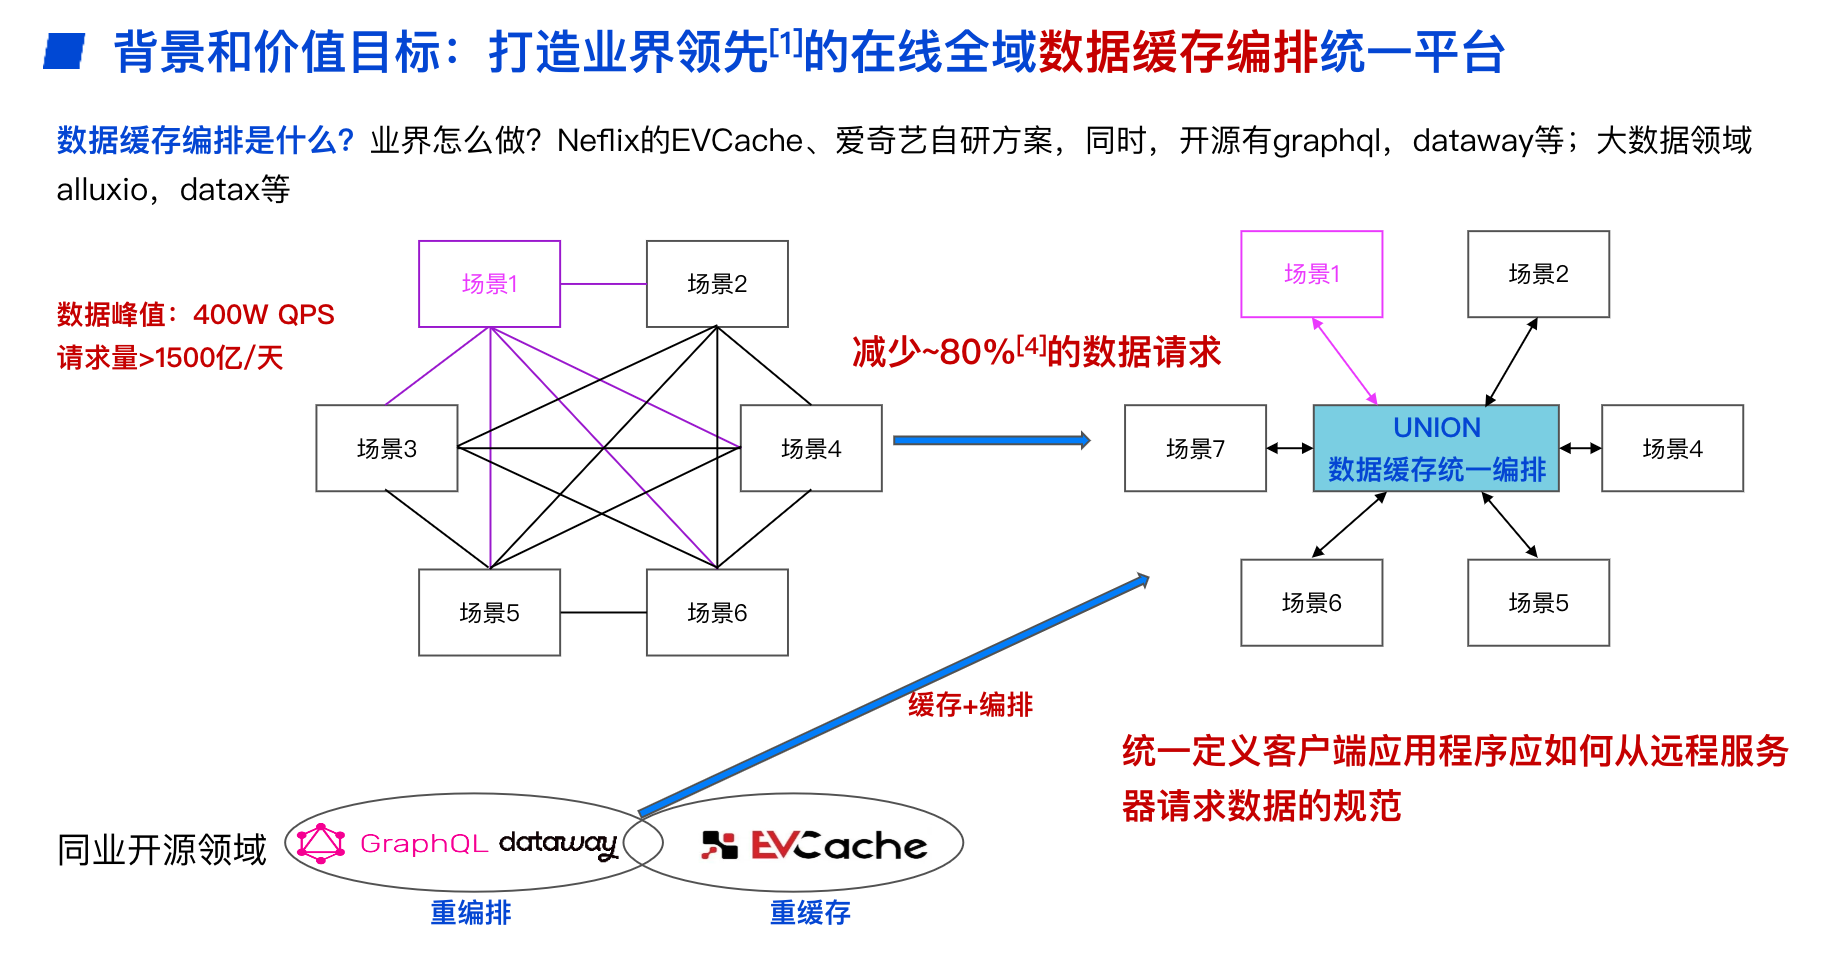 背景和价值目标：打造业界领先[1]的在线全域数据缓存编排统一平台
数据缓存编排是什么？业界怎么做？Netflix的EVCache、爱奇艺自研方案，同时，开源有graphql，dataway等；大数据领域
alluxio，datax等
数据峰值：400W QPS
请求量>1500亿/天
场景1
场景2
场景3
场景4
场景5
场景6
减少~80%[4]的数据请求
场景1
场景2
场景7
UNION
数据缓存统一编排
场景4
场景6
场景5
缓存+编排
统一定义客户端应用程序应如何从远程服务
器请求数据的规范
同业开源领域
GraphQL
dataway
EVCache
重编排
重缓存